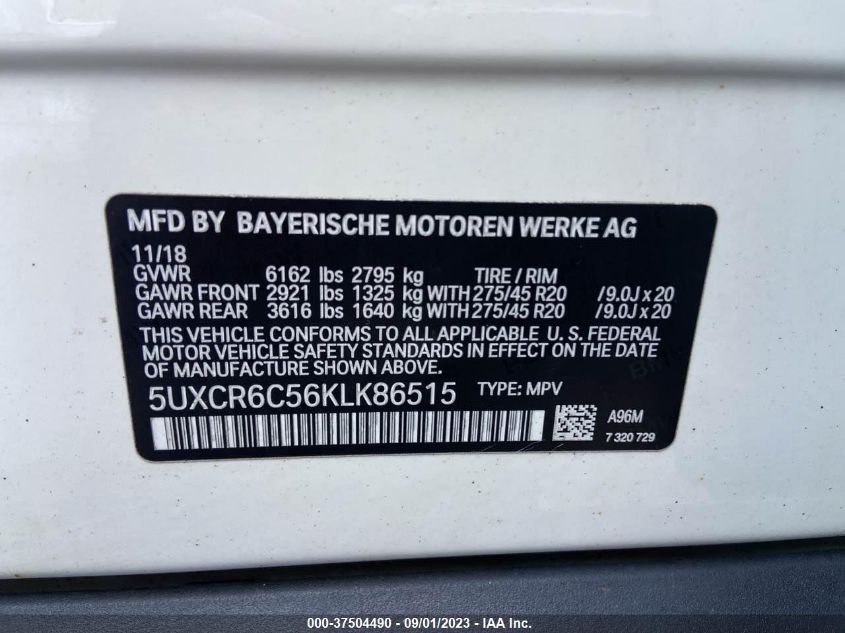 MFD BY BAYERISCHE MOTOREN WERKE AG
11/18
GVWR 6162 lbs 2795 kg TIRE / RIM
GAWR FRONT 2921 lbs 1325 kg WITH 275/45 R20 /9.0J x 20
GAWR REAR 3616 lbs 1640 kg WITH 275/45 R20 /9.0J x 20
THIS VEHICLE CONFORMS TO ALL APPLICABLE U. S. FEDERAL
MOTOR VEHICLE SAFETY STANDARDS IN EFFECT ON THE DATE OF
MANUFACTURE SHOWN ABOVE.
5UXCR6C56KLK86515 TYPE: MPV
A96M
7 320 729
000-37504490 - 09/01/2023 - IAA Inc.